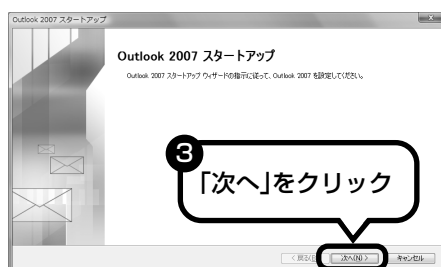 Outlook 2007 スタートアップ
Outlook 2007 スタートアップ
Outlook 2007 スタートアップ ウィザードの指示に従って、Outlook 2007 を設定してください。
3
「次へ」をクリック
< 戻る(B 次へ(N) > キャンセル